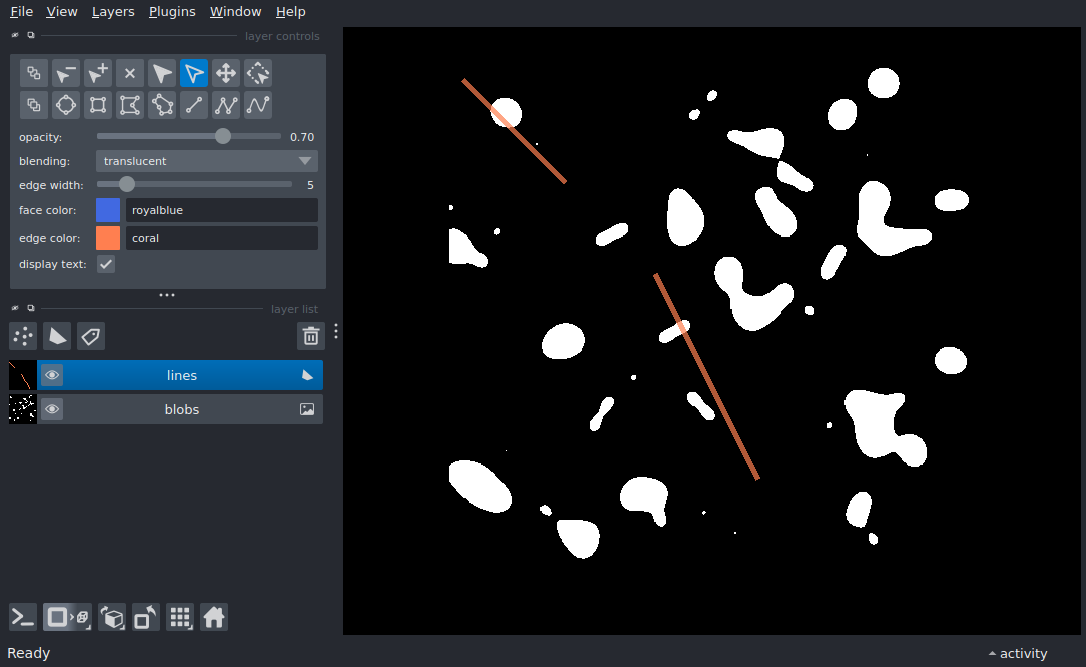 File View Layers Plugins Window Help
layer controls
opacity: 0.70
blending: translucent
edge width: 5
face color: royalblue
edge color: coral
display text:
layer list
lines
blobs
Ready
activity